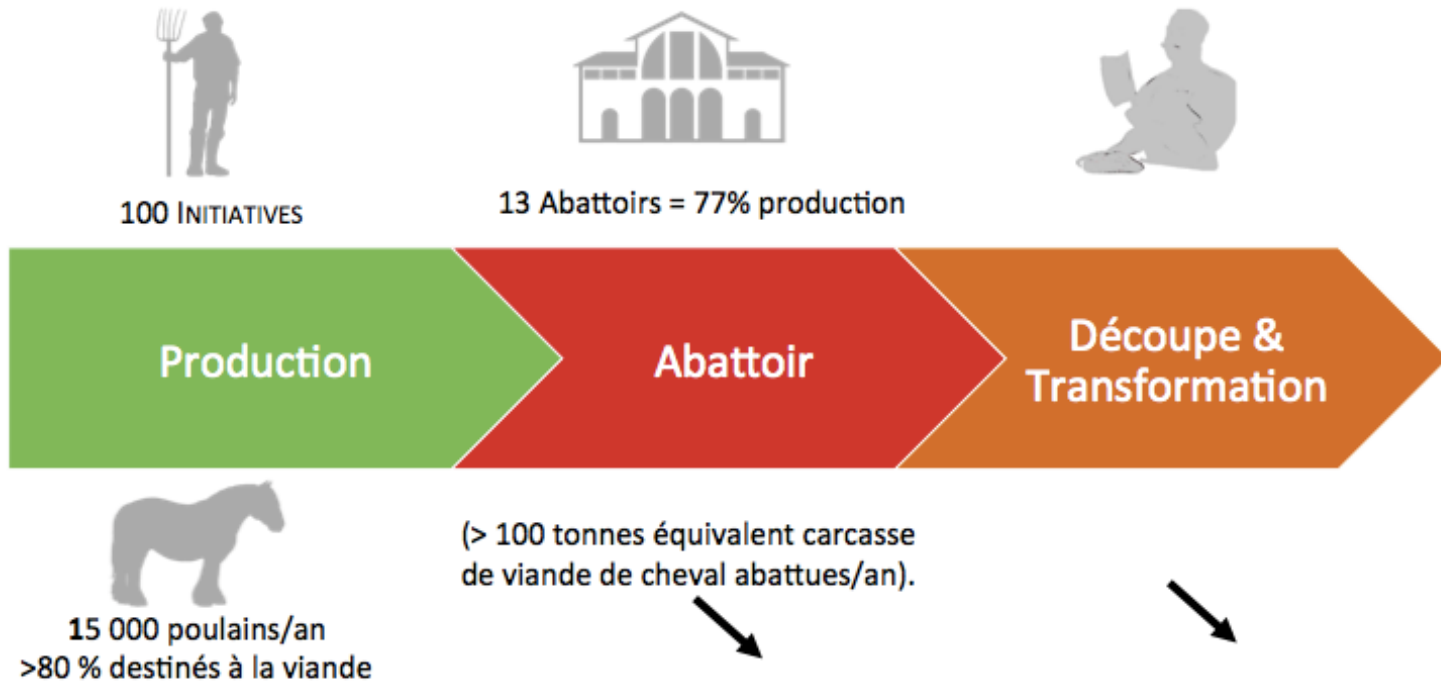 100 INITIATIVES
13 Abattoirs = 77% production
Production
Abattoir
Découpe &
Transformation
(> 100 tonnes équivalent carcasse
de viande de cheval abattues/an).
15 000 poulains/an
>80 % destinés à la viande